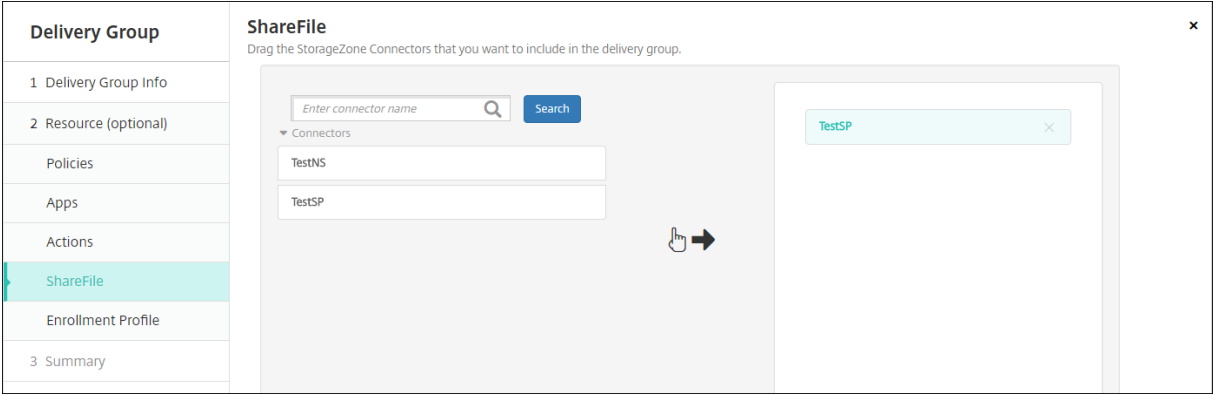 Delivery Group
1 Delivery Group Info
2 Resource (optional)
Policies
Apps
Actions
ShareFile
Enrollment Profile
3 Summary
ShareFile
Drag the StorageZone Connectors that you want to include in the delivery group.
Enter connector name
Search
Connectors
TestNS
TestSP
TestSP